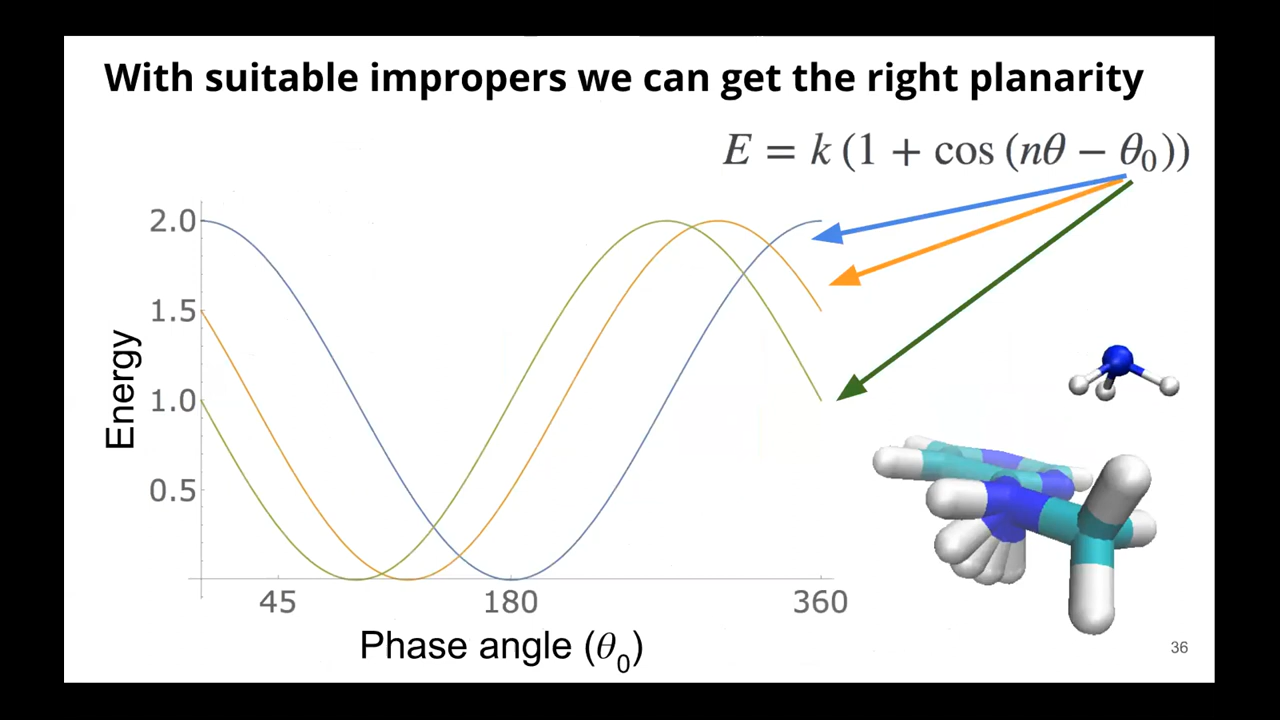 With suitable impropers we can get the right planarity
E = k (1 + cos (nθ − θ₀))
2.0
1.5
1.0
0.5
Energy
45 180 360
Phase angle (θ₀)
36